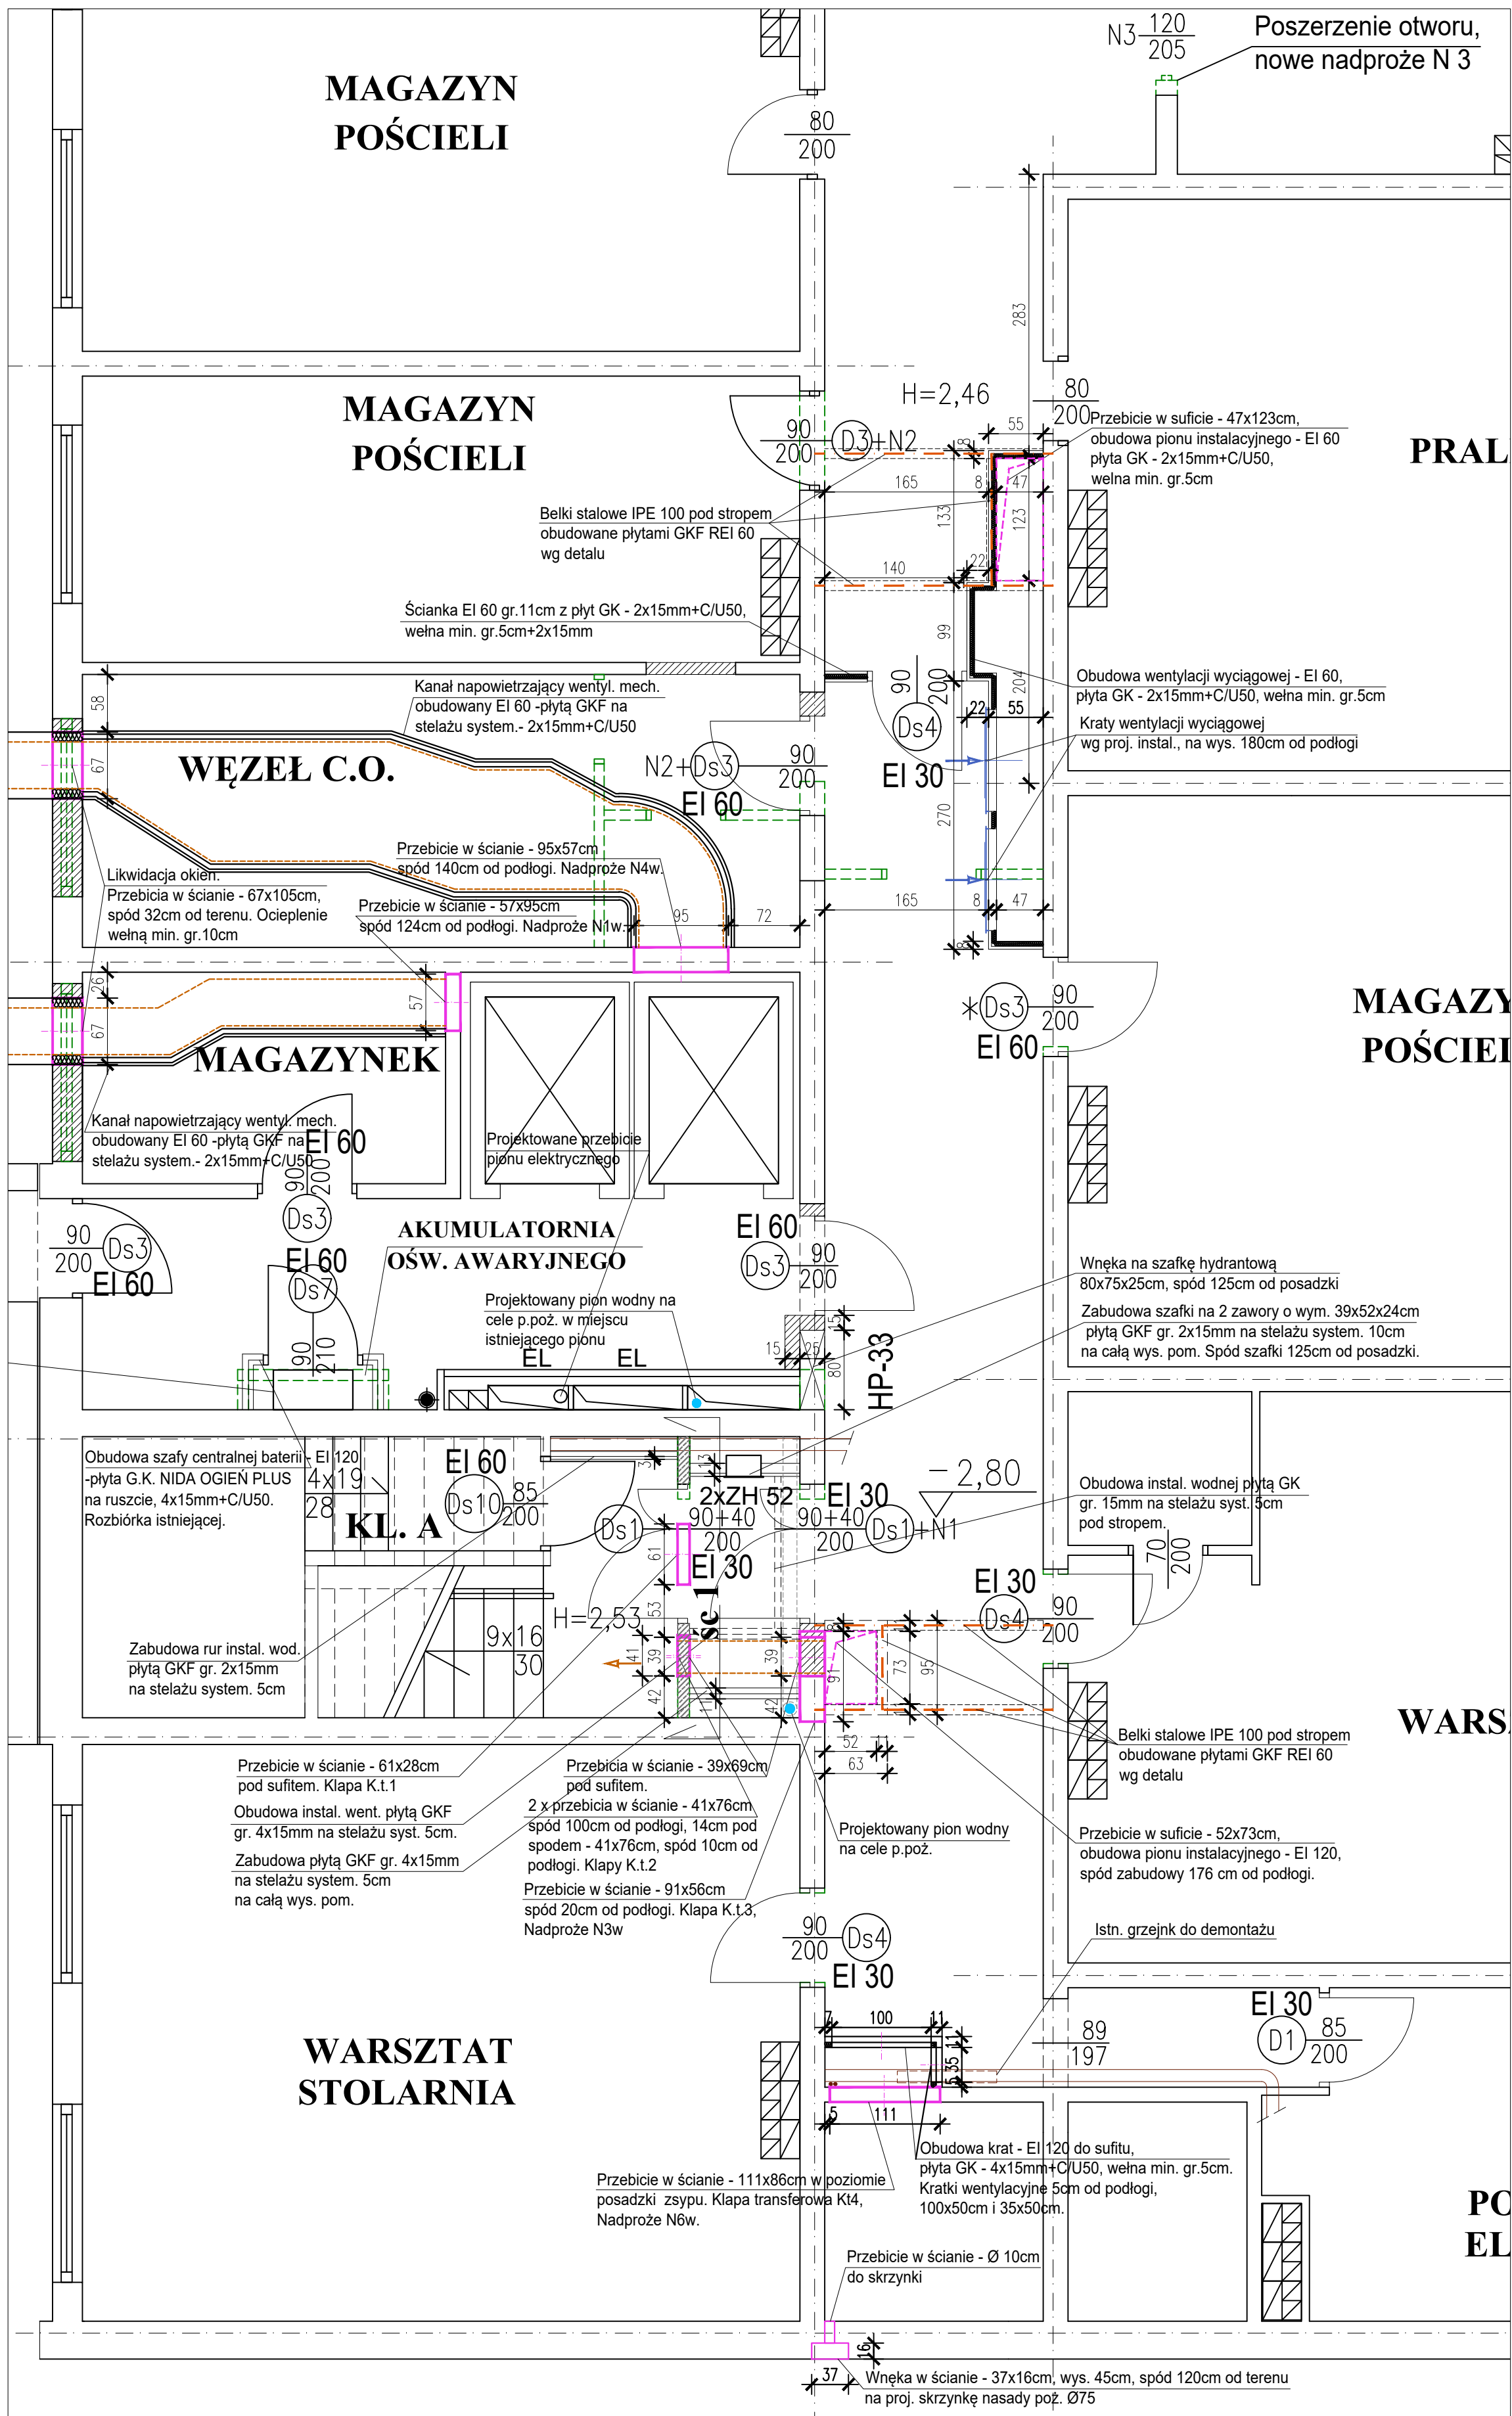 N3 120
205
Poszerzenie otworu,
nowe nadproże N 3
MAGAZYN
POŚCIELI
80
200
283
MAGAZYN
POŚCIELI
H=2,46
80
200
90
200
D3+N2
55
8
Przebicie w suficie - 47x123cm,
obudowa pionu instalacyjnego - EI 60
płyta GK - 2x15mm+C/U50,
welna min. gr.5cm
PRAL
165
8
47
133
123
Belki stalowe IPE 100 pod stropem
obudowane płytami GKF REI 60
wg detalu
22
140
Ścianka EI 60 gr.11cm z płyt GK - 2x15mm+C/U50,
wełna min. gr.5cm+2x15mm
99
204
90
200
Ds4
EI 30
22
55
Obudowa wentylacji wyciągowej - EI 60,
płyta GK - 2x15mm+C/U50, wełna min. gr.5cm
Kraty wentylacji wyciągowej
wg proj. instal., na wys. 180cm od podłogi
58
Kanał napowietrzający wentyl. mech.
obudowany EI 60 -płytą GKF na
stelażu system.- 2x15mm+C/U50
67
WĘZEŁ C.O.
N2+Ds3
90
200
EI 60
270
Przebicie w ścianie - 95x57cm
spód 140cm od podłogi. Nadproże N4w.
Likwidacja okien.
Przebicia w ścianie - 67x105cm,
spód 32cm od terenu. Ocieplenie
wełną min. gr.10cm
Przebicie w ścianie - 57x95cm
spód 124cm od podłogi. Nadproże N1w.
95
72
165
8
47
8
26
67
57
MAGAZYNEK
*Ds3
90
200
EI 60
MAGAZY
POŚCIEI
Kanał napowietrzający wentyl. mech.
obudowany EI 60 -płytą GKF na
stelażu system.- 2x15mm+C/U50
EI 60
90
200
Ds3
Projektowane przebicie
pionu elektrycznego
90
200
Ds3
EI 60
EI 60
Ds7
90
210
AKUMULATORNIA
OŚW. AWARYJNEGO
EI 60
Ds3
90
200
Wnęka na szafkę hydrantową
80x75x25cm, spód 125cm od posadzki
Zabudowa szafki na 2 zawory o wym. 39x52x24cm
płytą GKF gr. 2x15mm na stelażu system. 10cm
na całą wys. pom. Spód szafki 125cm od posadzki.
Projektowany pion wodny na
cele p.poż. w miejscu
istniejącego pionu
EL
EL
15
25
15
80
HP-33
Obudowa szafy centralnej baterii - EI 120
-płyta G.K. NIDA OGIEŃ PLUS
na ruszcie, 4x15mm+C/U50.
Rozbiórka istniejącej.
4x19
28
KL. A
EI 60
Ds10
85
200
3
13
2xZH 52
EI 30
Ds1
90+40
200
90+40
200
Ds1+N1
EI 30
-2,80
Obudowa instal. wodnej płytą GK
gr. 15mm na stelażu syst. 5cm
pod stropem.
70
200
61
53
śc 1
H=2,53
EI 30
Ds4
90
200
9x16
30
41
39
42
11
39
42
8
91
73
95
Zabudowa rur instal. wod.
płytą GKF gr. 2x15mm
na stelażu system. 5cm
WARS
52
11
63
Belki stalowe IPE 100 pod stropem
obudowane płytami GKF REI 60
wg detalu
Przebicie w ścianie - 61x28cm
pod sufitem. Klapa K.t.1
Obudowa instal. went. płytą GKF
gr. 4x15mm na stelażu syst. 5cm.
Zabudowa płytą GKF gr. 4x15mm
na stelażu system. 5cm
na całą wys. pom.
Przebicia w ścianie - 39x69cm
pod sufitem.
2 x przebicia w ścianie - 41x76cm
spód 100cm od podłogi, 14cm pod
spodem - 41x76cm, spód 10cm od
podłogi. Klapy K.t.2
Przebicie w ścianie - 91x56cm
spód 20cm od podłogi. Klapa K.t.3,
Nadproże N3w
Projektowany pion wodny
na cele p.poż.
Przebicie w suficie - 52x73cm,
obudowa pionu instalacyjnego - EI 120,
spód zabudowy 176 cm od podłogi.
90
200
Ds4
EI 30
Istn. grzejnk do demontażu
EI 30
D1
85
200
7
100
11
11
35
5
89
197
WARSZTAT
STOLARNIA
5
111
Obudowa krat - EI 120 do sufitu,
płyta GK - 4x15mm+C/U50, wełna min. gr.5cm.
Kratki wentylacyjne 5cm od podłogi,
100x50cm i 35x50cm.
Przebicie w ścianie - 111x86cm w poziomie
posadzki zsypu. Klapa transferowa Kt4,
Nadproże N6w.
PO
EL
Przebicie w ścianie - Ø 10cm
do skrzynki
16
37
Wnęka w ścianie - 37x16cm, wys. 45cm, spód 120cm od terenu
na proj. skrzynkę nasady poż. Ø75